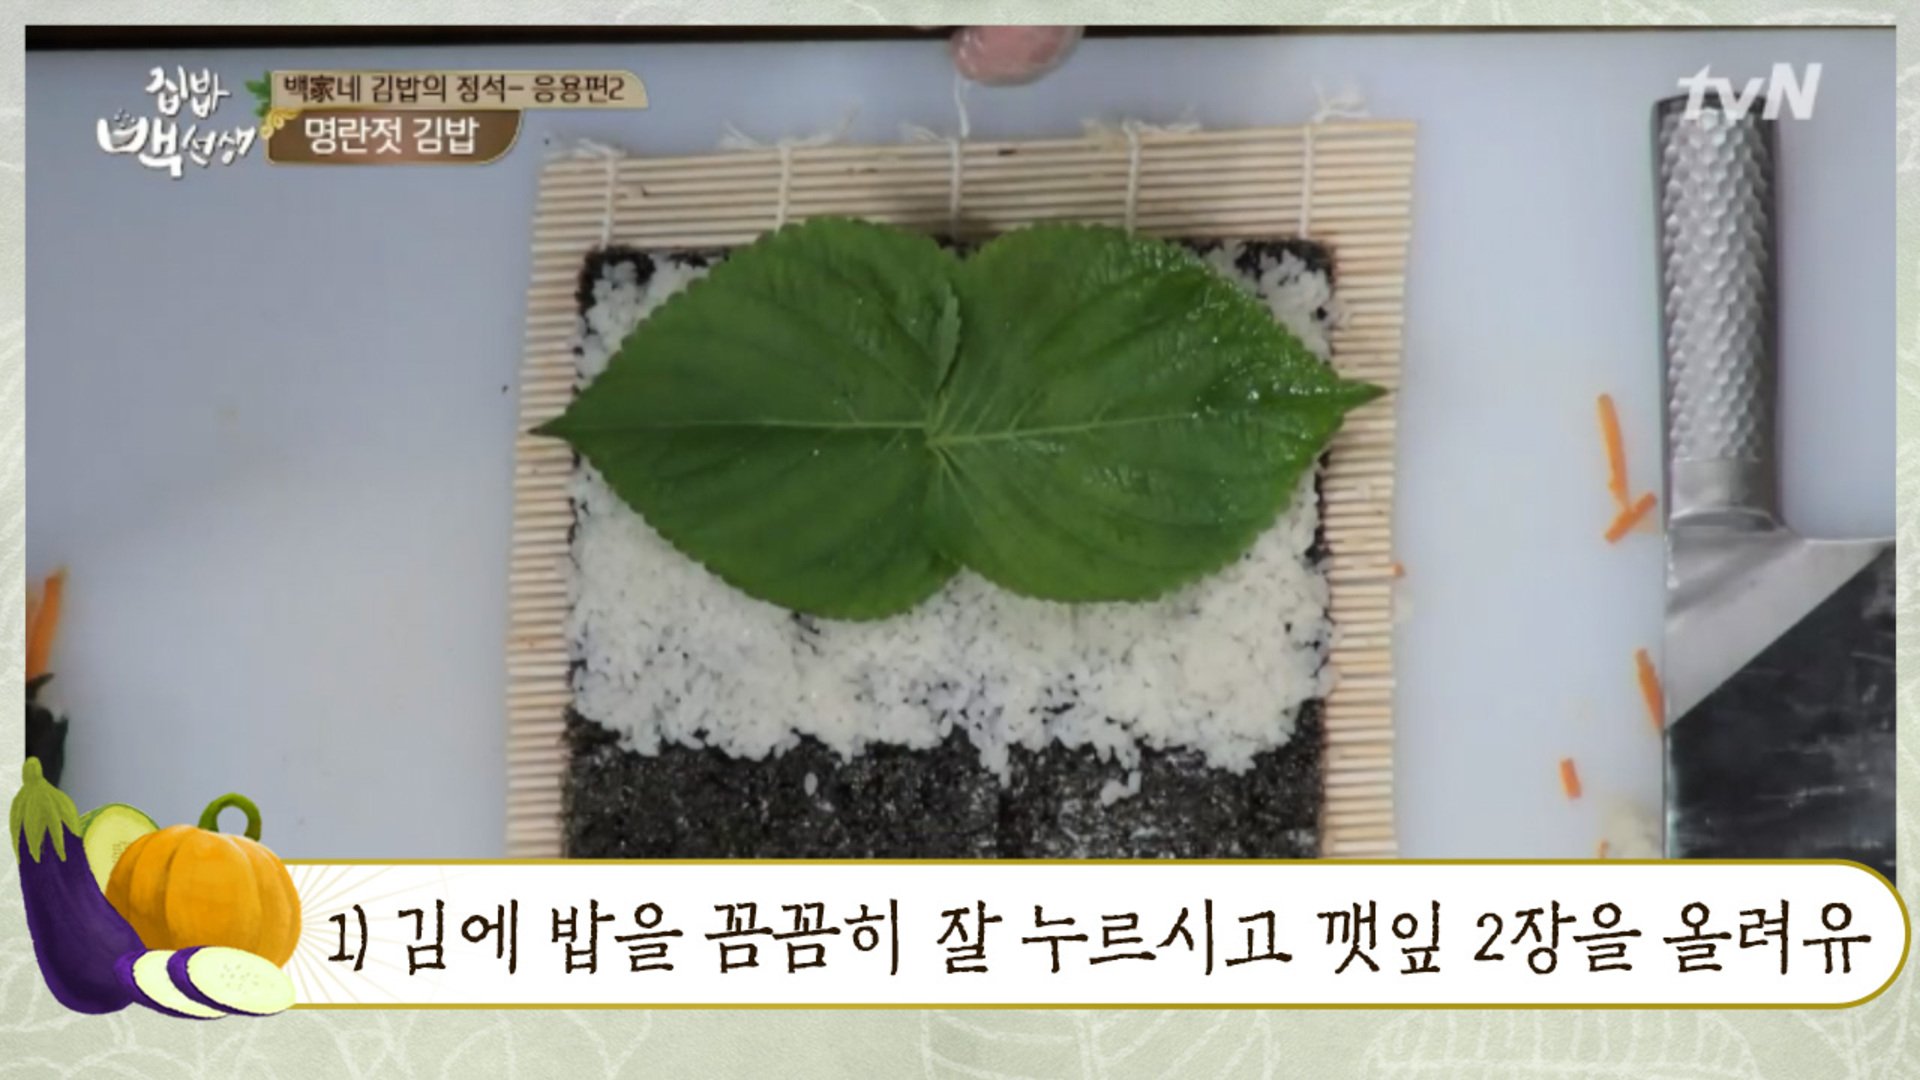 집밥
백선생
백家네 김밥의 정석- 응용편2
명란젓 김밥
tvN
1) 김에 밥을 꼼꼼히 잘 누르시고 깻잎 2장을 올려유